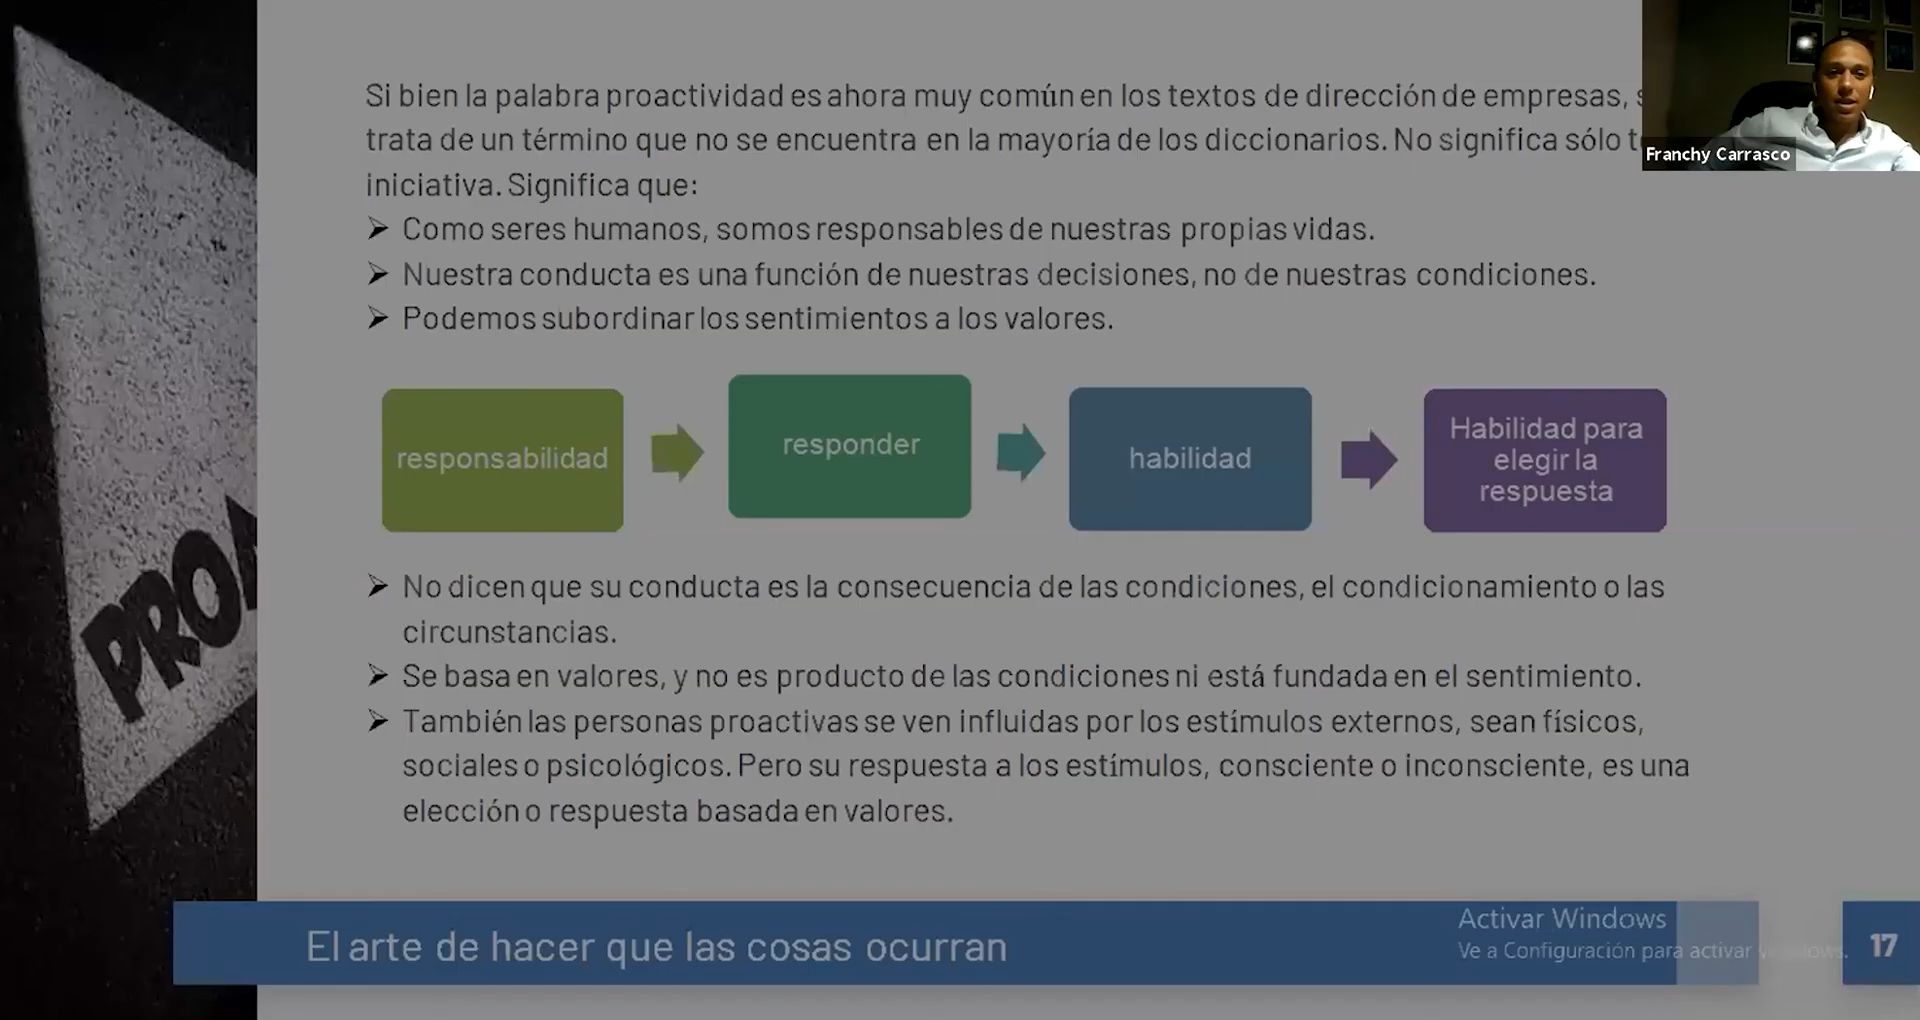 Si bien la palabra proactividad es ahora muy común en los textos de dirección de empresas,
trata de un término que no se encuentra en la mayoría de los diccionarios. No significa sólo
iniciativa. Significa que:
➢ Como seres humanos, somos responsables de nuestras propias vidas.
➢ Nuestra conducta es una función de nuestras decisiones, no de nuestras condiciones.
➢ Podemos subordinar los sentimientos a los valores.
responsabilidad
responder
habilidad
Habilidad para
elegir la
respuesta
➢ No dicen que su conducta es la consecuencia de las condiciones, el condicionamiento o las
circunstancias.
➢ Se basa en valores, y no es producto de las condiciones ni está fundada en el sentimiento.
➢ También las personas proactivas se ven influidas por los estímulos externos, sean físicos,
sociales o psicológicos. Pero su respuesta a los estímulos, consciente o inconsciente, es una
elección o respuesta basada en valores.
El arte de hacer que las cosas ocurran
Activar Windows
Ve a Configuración para activar Windows.
17
Franchy Carrasco